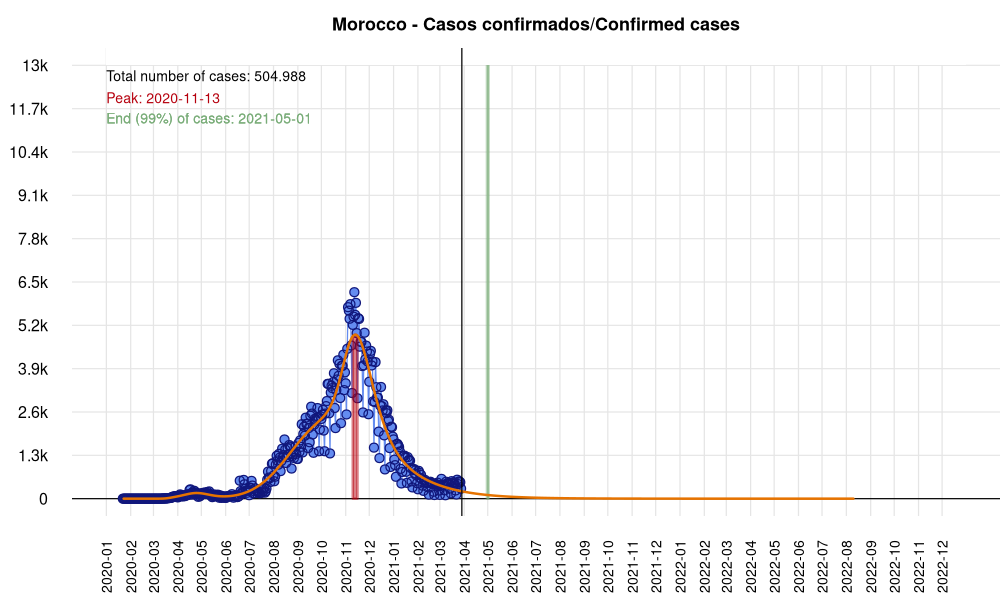 Morocco - Casos confirmados/Confirmed cases
13k
Total number of cases: 504.988
Peak: 2020-11-13
11.7k
End (99%) of cases: 2021-05-01
10.4k
9.1k
7.8k
6.5k
5.2k
3.9k
2.6k
1.3k
0
2020-01
2020-02
2020-03
2020-04
2020-05
2020-06
2020-07
2020-08
2020-09
2020-10
2020-11
2020-12
2021-01
2021-02
2021-03
2021-04
2021-05
2021-06
2021-07
2021-08
2021-09
2021-10
2021-11
2021-12
2022-01
2022-02
2022-03
2022-04
2022-05
2022-06
2022-07
2022-08
2022-09
2022-10
2022-11
2022-12